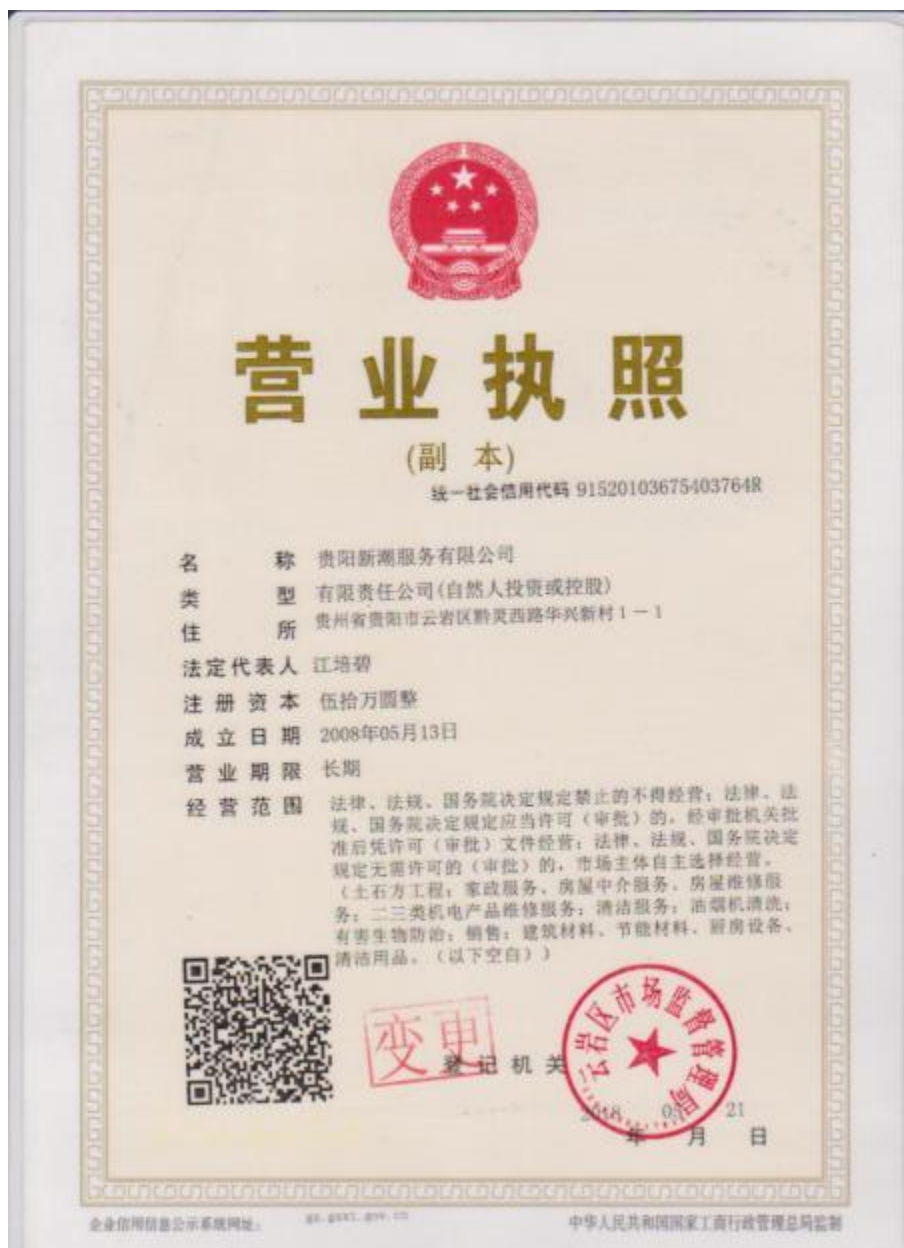 营业执照
(副 本)
统一社会信用代码 91520103675403764R
名 称 贵阳新潮服务有限公司
类 型 有限责任公司(自然人投资或控股)
住 所 贵州省贵阳市云岩区黔灵西路华兴新村1－1
法定代表人 江培碧
注册资本 伍拾万圆整
成立日期 2008年05月13日
营业期限 长期
经营范围 法律、法规、国务院决定规定禁止的不得经营；法律、法
规、国务院决定规定应当许可（审批）的，经审批机关批
准后凭许可（审批）文件经营；法律、法规、国务院决定
规定无需许可的（审批）的，市场主体自主选择经营。
（土石方工程；家政服务、房屋中介服务、房屋维修服
务；二三类机电产品维修服务；清洁服务；油烟机清洗；
有害生物防治；销售：建筑材料、节能材料、厨房设备、
清洁用品。（以下空白））
变更
登记机关
云岩区市场监督管理局
21
年 月 日
企业信用信息公示系统网址：
中华人民共和国国家工商行政管理总局监制